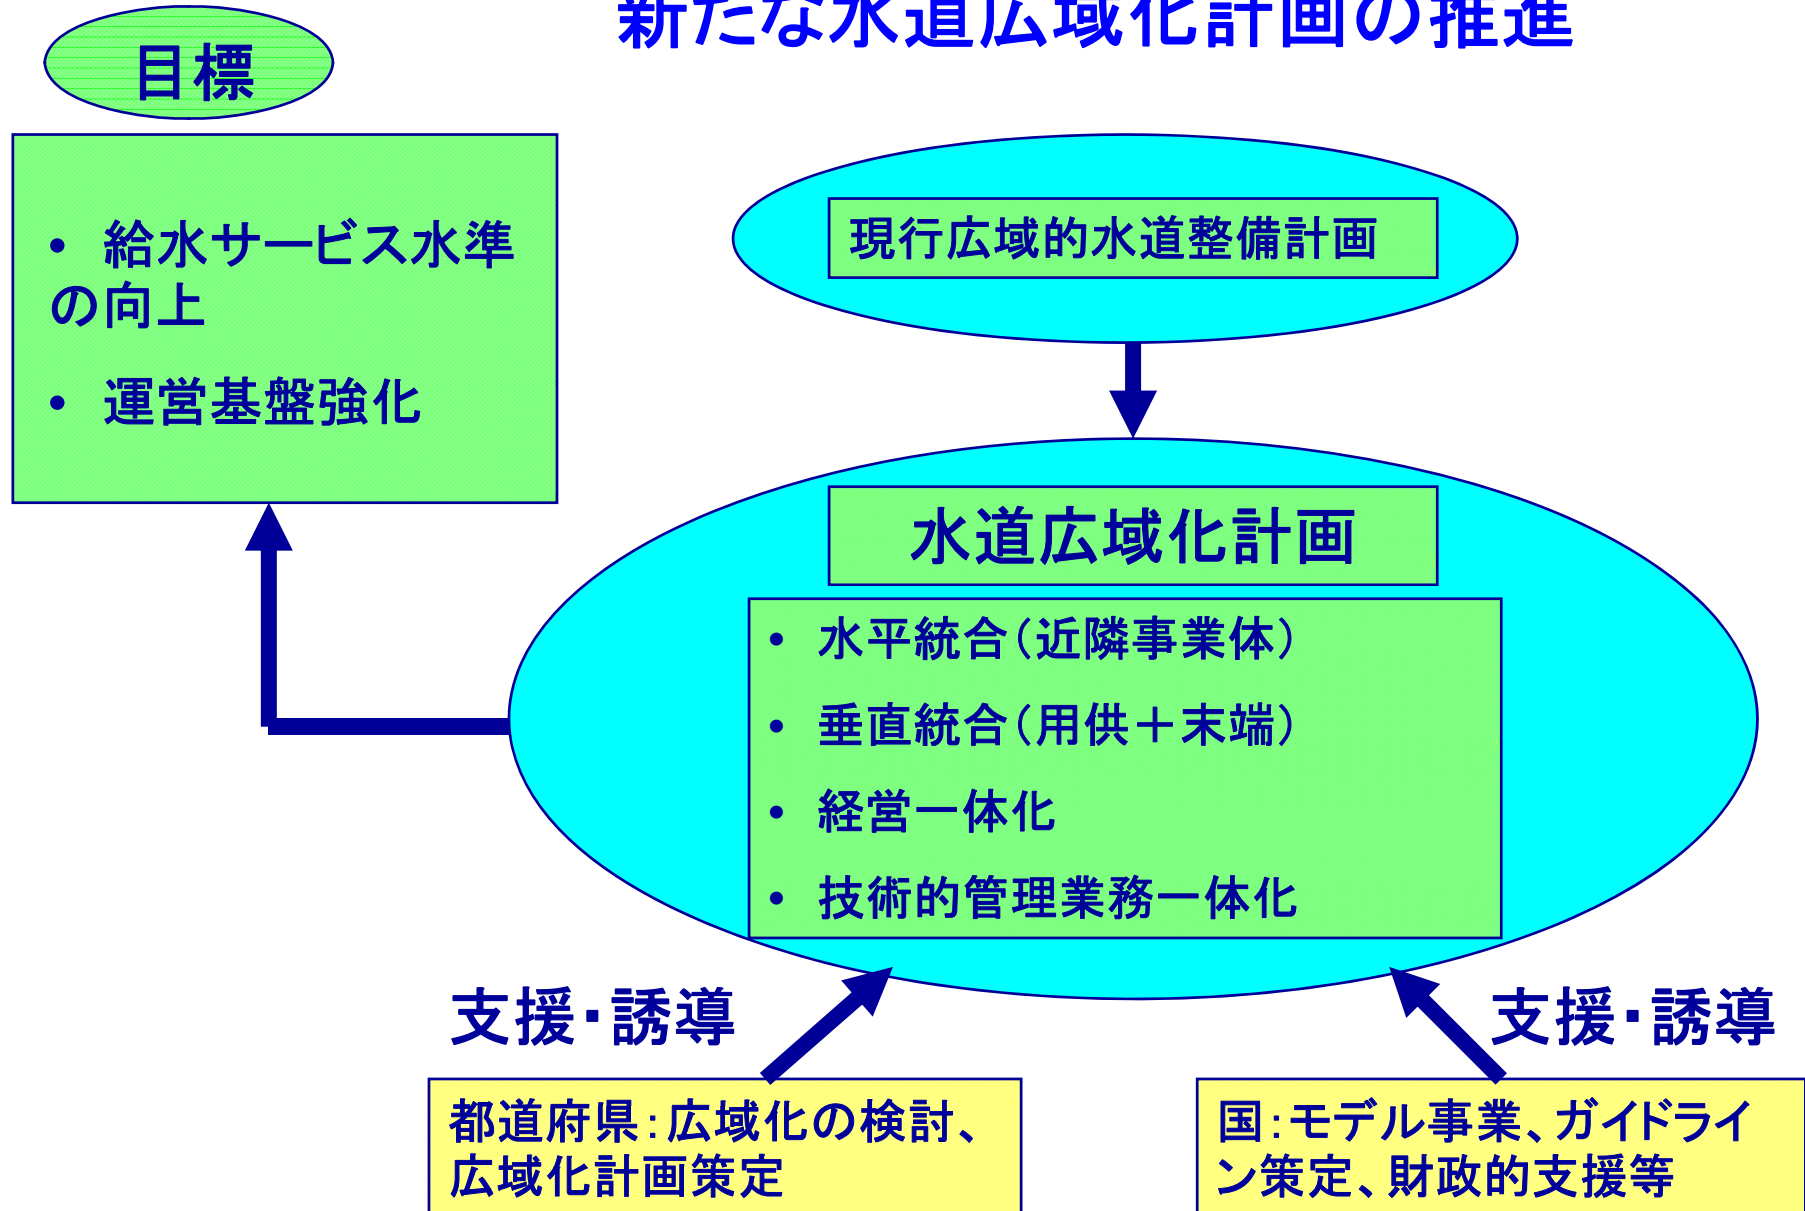 新たな水道広域化計画の推進
目標
• 給水サービス水準
の向上
• 運営基盤強化
現行広域的水道整備計画
水道広域化計画
• 水平統合（近隣事業体）
• 垂直統合（用供＋末端）
• 経営一体化
• 技術的管理業務一体化
支援・誘導
支援・誘導
都道府県：広域化の検討、
広域化計画策定
国：モデル事業、ガイドライ
ン策定、財政的支援等